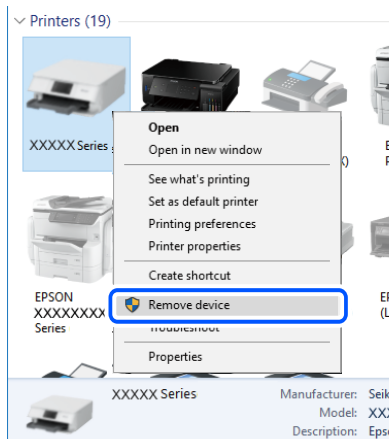 Printers (19)
XXXXX Series
Open
Open in new window
See what's printing
Set as default printer
Printing preferences
Printer properties
Create shortcut
Remove device
Troubleshoot
Properties
EPSON
XXXXXXXX
Series
XXXXX Series
Manufacturer:
Model:
Description: